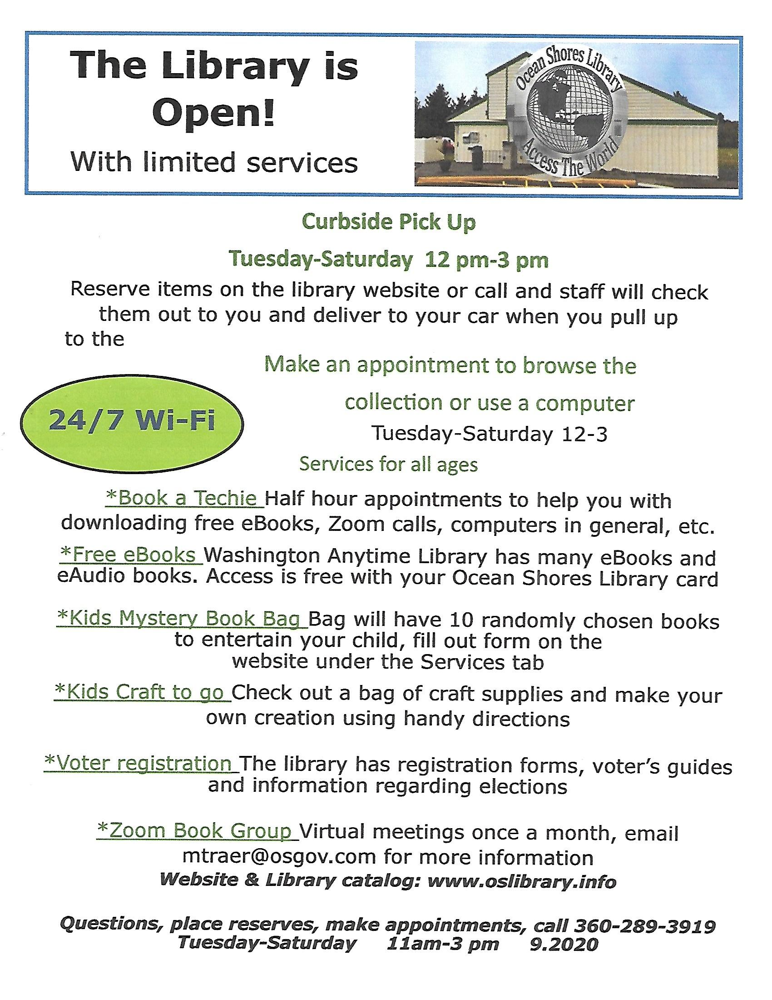 The Library is
Open!
With limited services
Ocean Shores Library
Access The World
Curbside Pick Up
Tuesday-Saturday 12 pm-3 pm
Reserve items on the library website or call and staff will check
them out to you and deliver to your car when you pull up
to the
Make an appointment to browse the
collection or use a computer
24/7 Wi-Fi
Tuesday-Saturday 12-3
Services for all ages
*Book a Techie Half hour appointments to help you with
downloading free eBooks, Zoom calls, computers in general, etc.
*Free eBooks Washington Anytime Library has many eBooks and
eAudio books. Access is free with your Ocean Shores Library card
*Kids Mystery Book Bag Bag will have 10 randomly chosen books
to entertain your child, fill out form on the
website under the Services tab
*Kids Craft to go Check out a bag of craft supplies and make your
own creation using handy directions
*Voter registration The library has registration forms, voter's guides
and information regarding elections
*Zoom Book Group Virtual meetings once a month, email
mtraer@osgov.com for more information
Website & Library catalog: www.oslibrary.info
Questions, place reserves, make appointments, call 360-289-3919
Tuesday-Saturday 11am-3 pm 9.2020